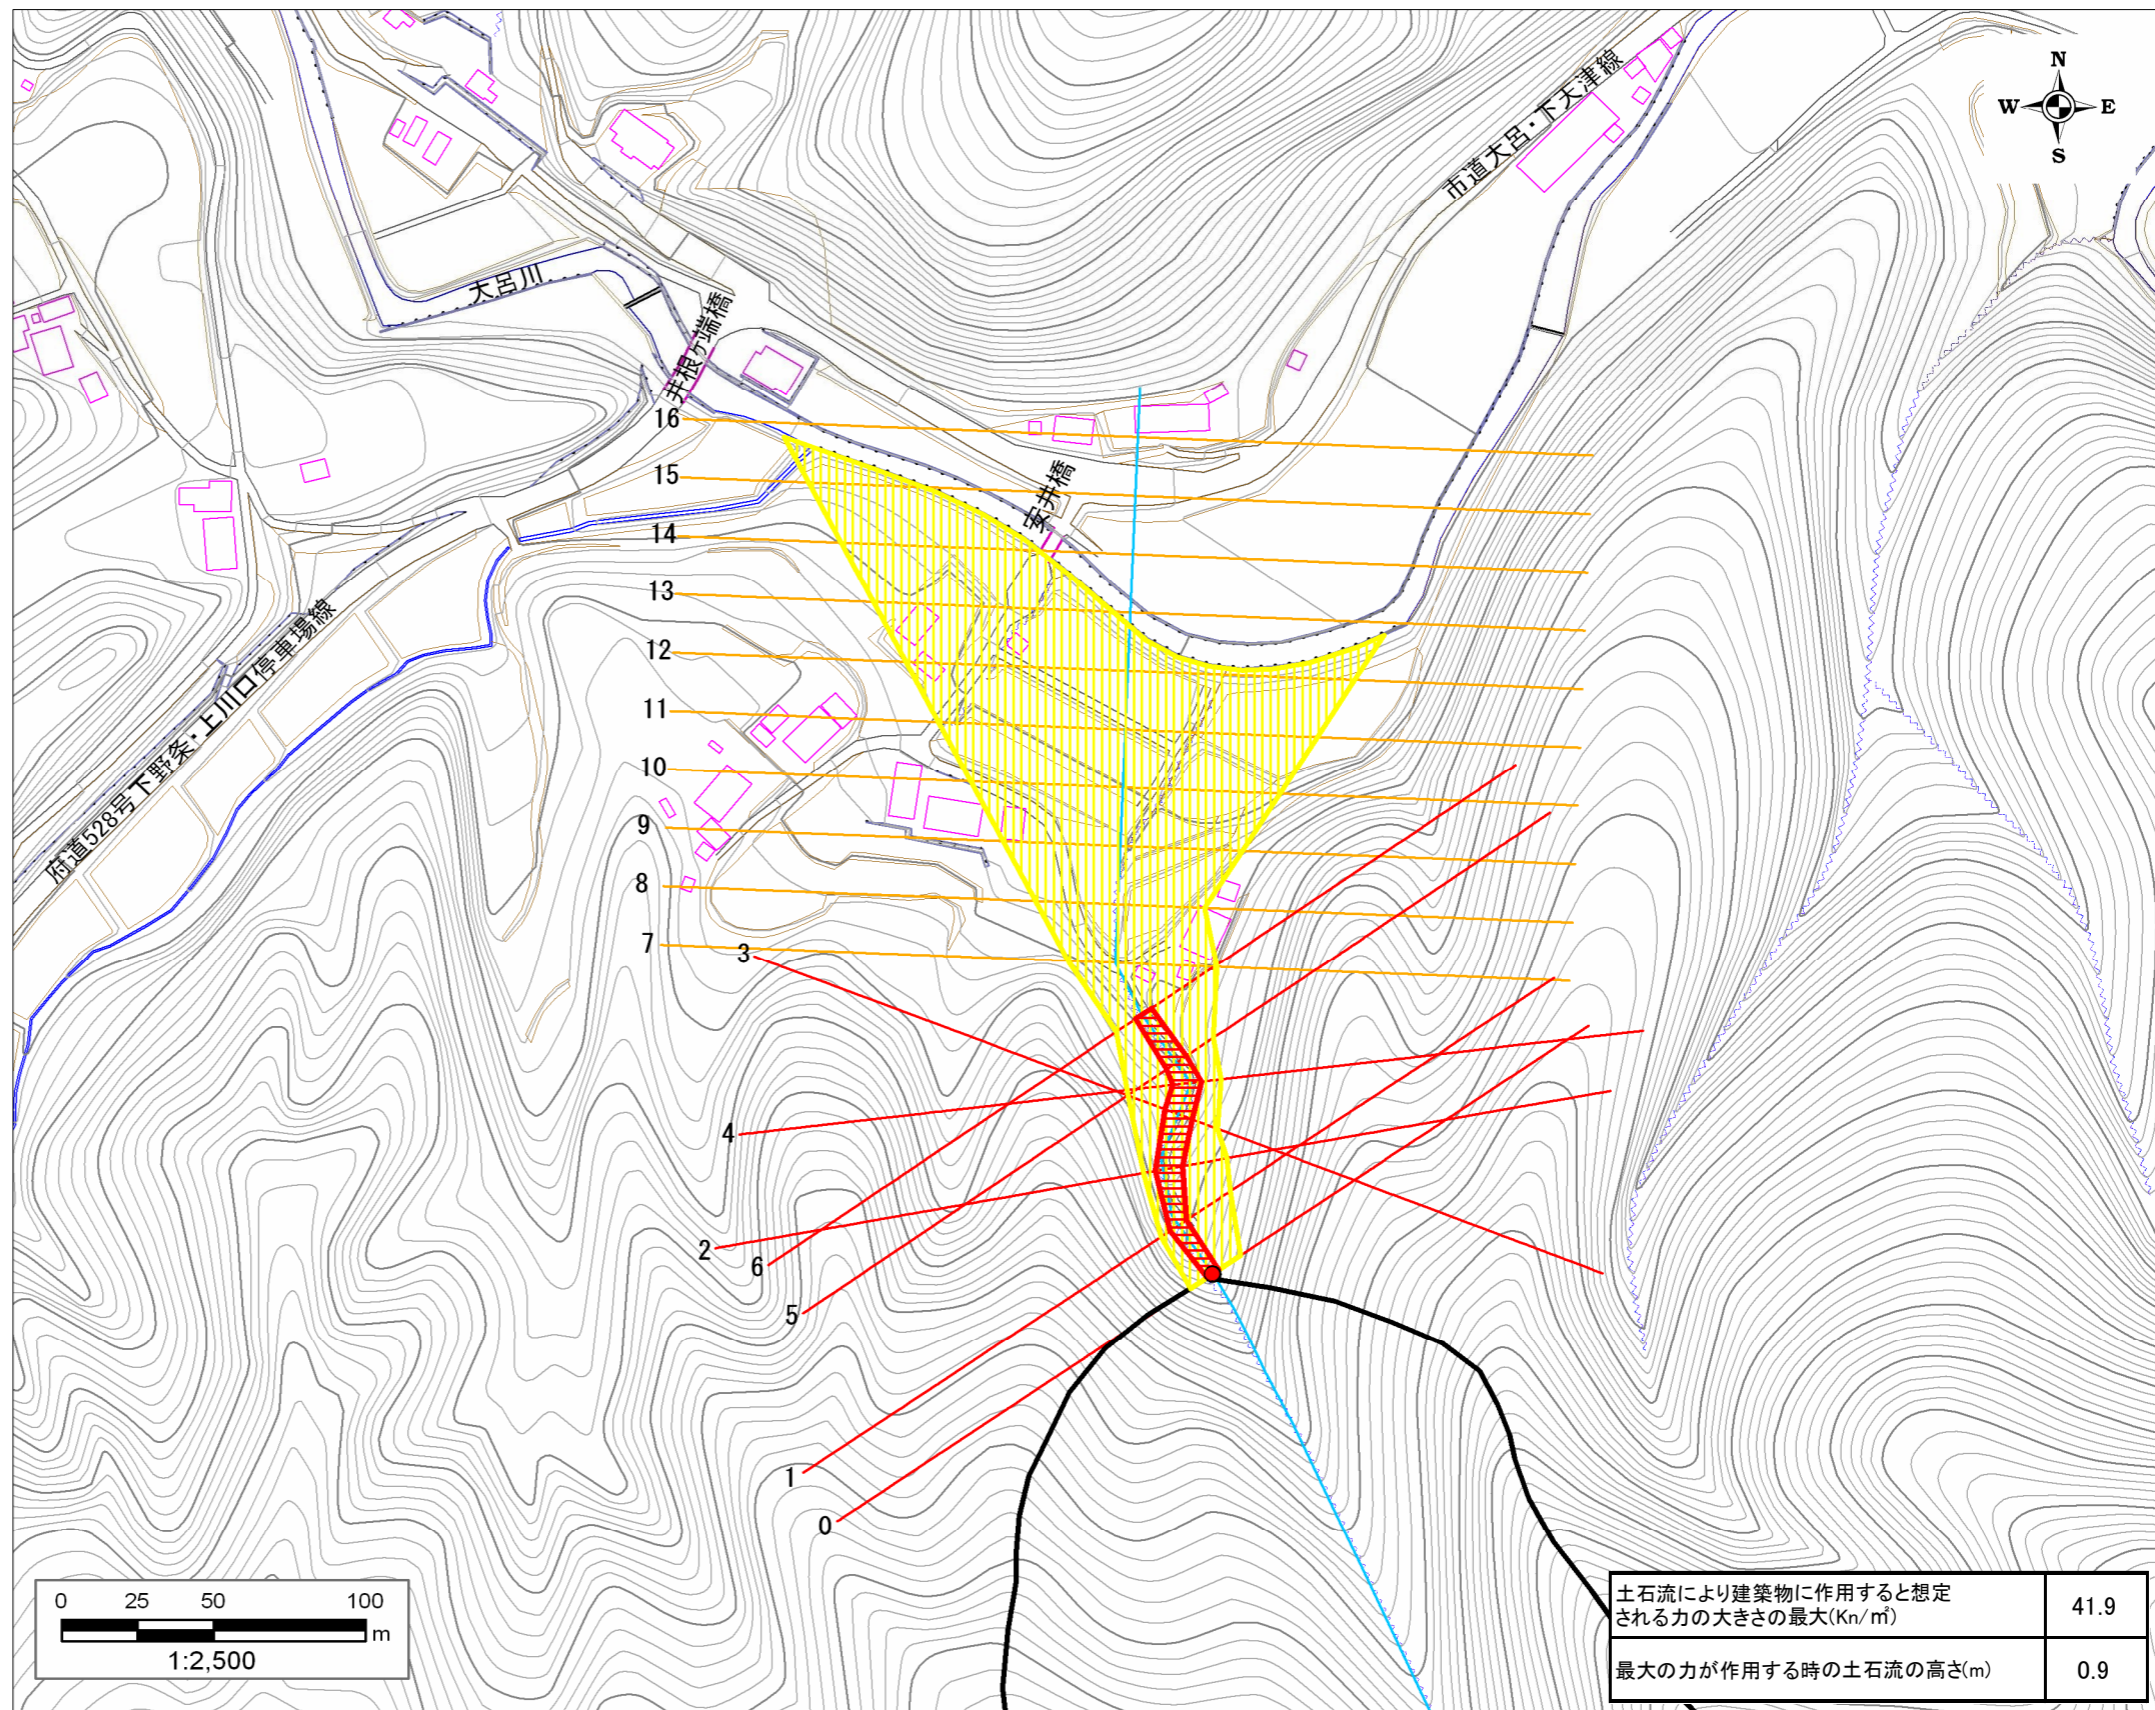 N
W E
S
市道大呂・下大津線
大呂川
井根ヶ端橋
安井橋
府道528号下野条・上川口停車場線
16
15
14
13
12
11
10
9
8
7
3
4
2
6
5
1
0
0 25 50 100
m
1:2,500
土石流により建築物に作用すると想定
される力の大きさの最大(Kn/㎡) 41.9
最大の力が作用する時の土石流の高さ(m) 0.9